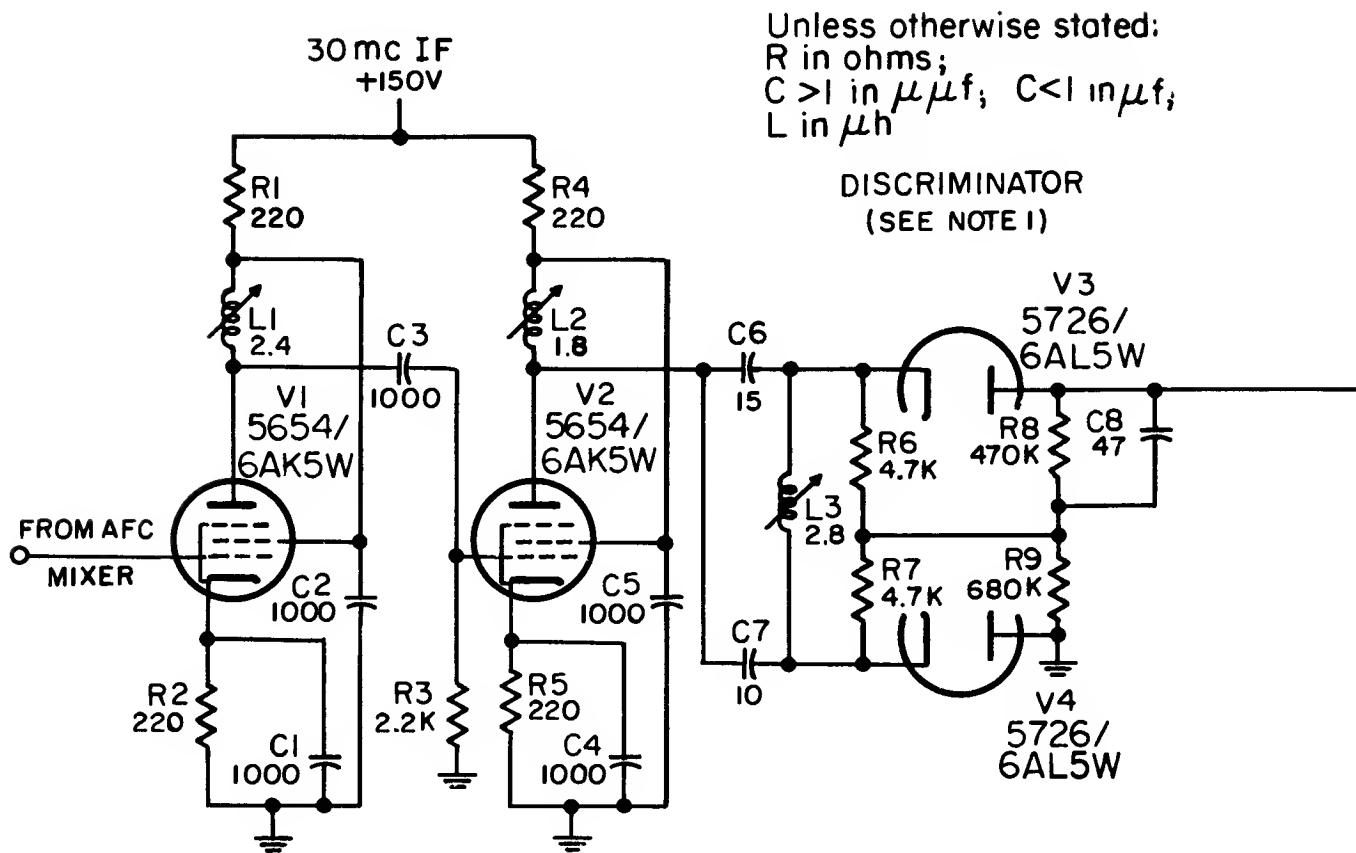 Unless otherwise stated:
R in ohms;
C >1 in μμf; C<1 in μf;
L in μh
30 mc IF
+150V
DISCRIMINATOR
(SEE NOTE 1)
R1
220
R4
220
L1
2.4
L2
1.8
C3
1000
C6
15
V3
5726/
6AL5W
V1
5654/
6AK5W
V2
5654/
6AK5W
R6
4.7K
R8
470K
C8
47
L3
2.8
FROM AFC
MIXER
C2
1000
C5
1000
R7
4.7K
R9
680K
C7
10
R2
220
C1
1000
R3
2.2K
R5
220
C4
1000
V4
5726/
6AL5W